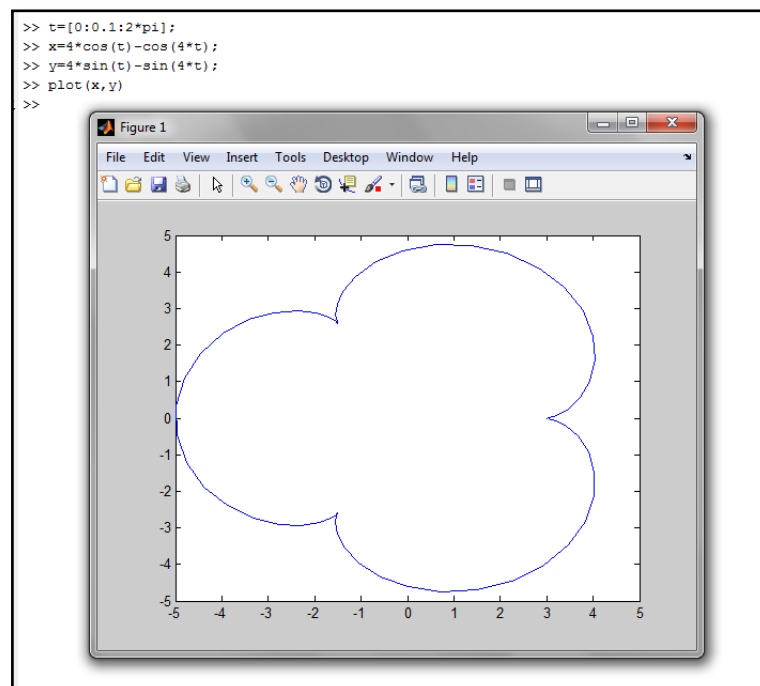 >> t=[0:0.1:2*pi];
>> x=4*cos(t)-cos(4*t);
>> y=4*sin(t)-sin(4*t);
>> plot(x,y)
>>
Figure 1
File Edit View Insert Tools Desktop Window Help
5
4
3
2
1
0
-1
-2
-3
-4
-5
-5 -4 -3 -2 -1 0 1 2 3 4 5